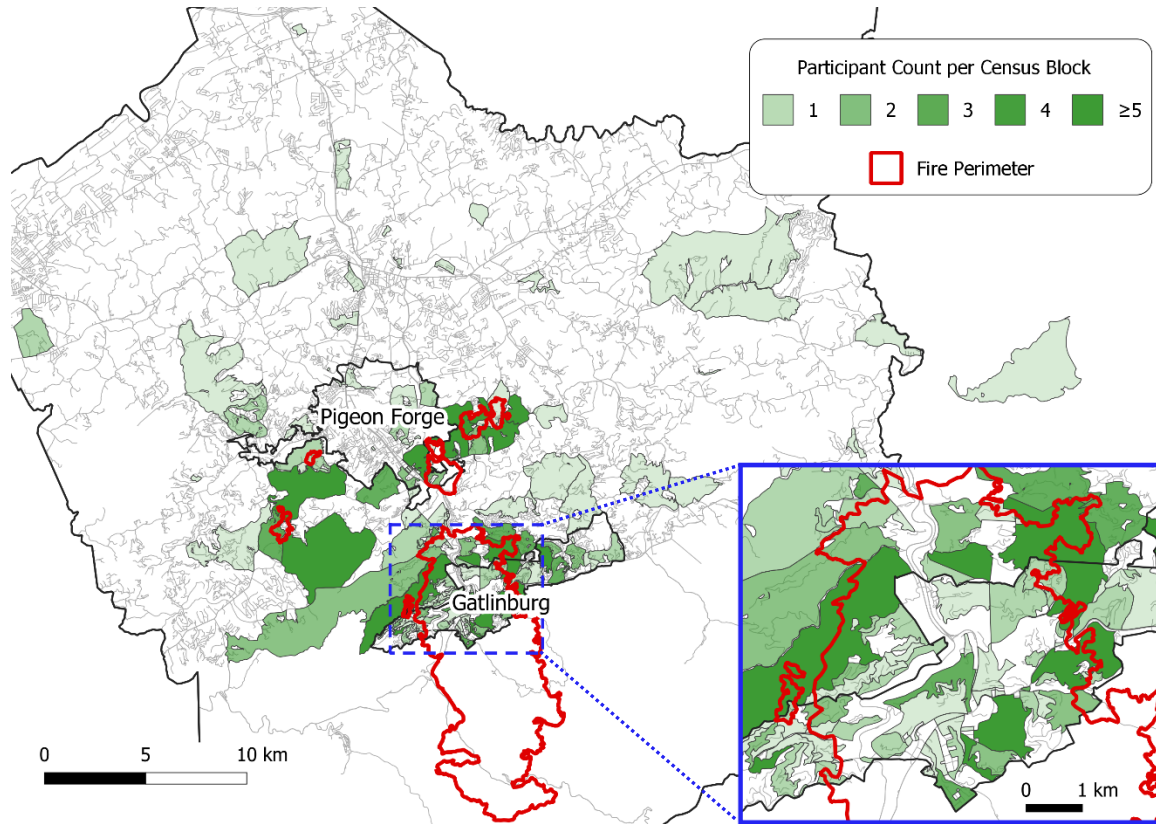 Participant Count per Census Block
1 2 3 4 ≥5
Fire Perimeter
Pigeon Forge
Gatlinburg
0 5 10 km
0 1 km